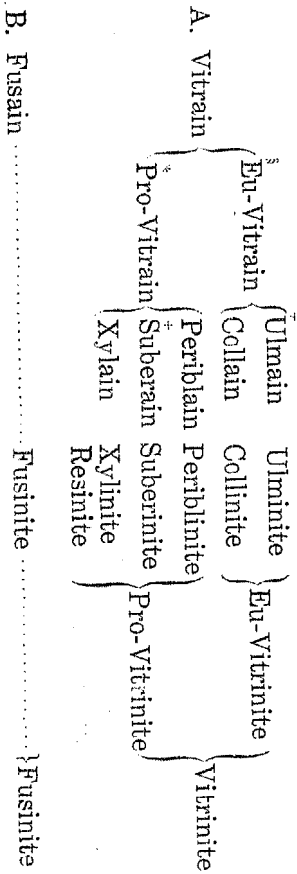 †Ulmain Ulminite
§Eu-Vitrain Eu-Vitrinite
Collain Collinite
A. Vitrain Vitrinite
Periblain Periblinite
*Pro-Vitrain ‡Suberain Suberinite Pro-Vitrinite
Xylain Xylinite
Resinite
B. Fusain ........................ Fusinite ............ }Fusinite